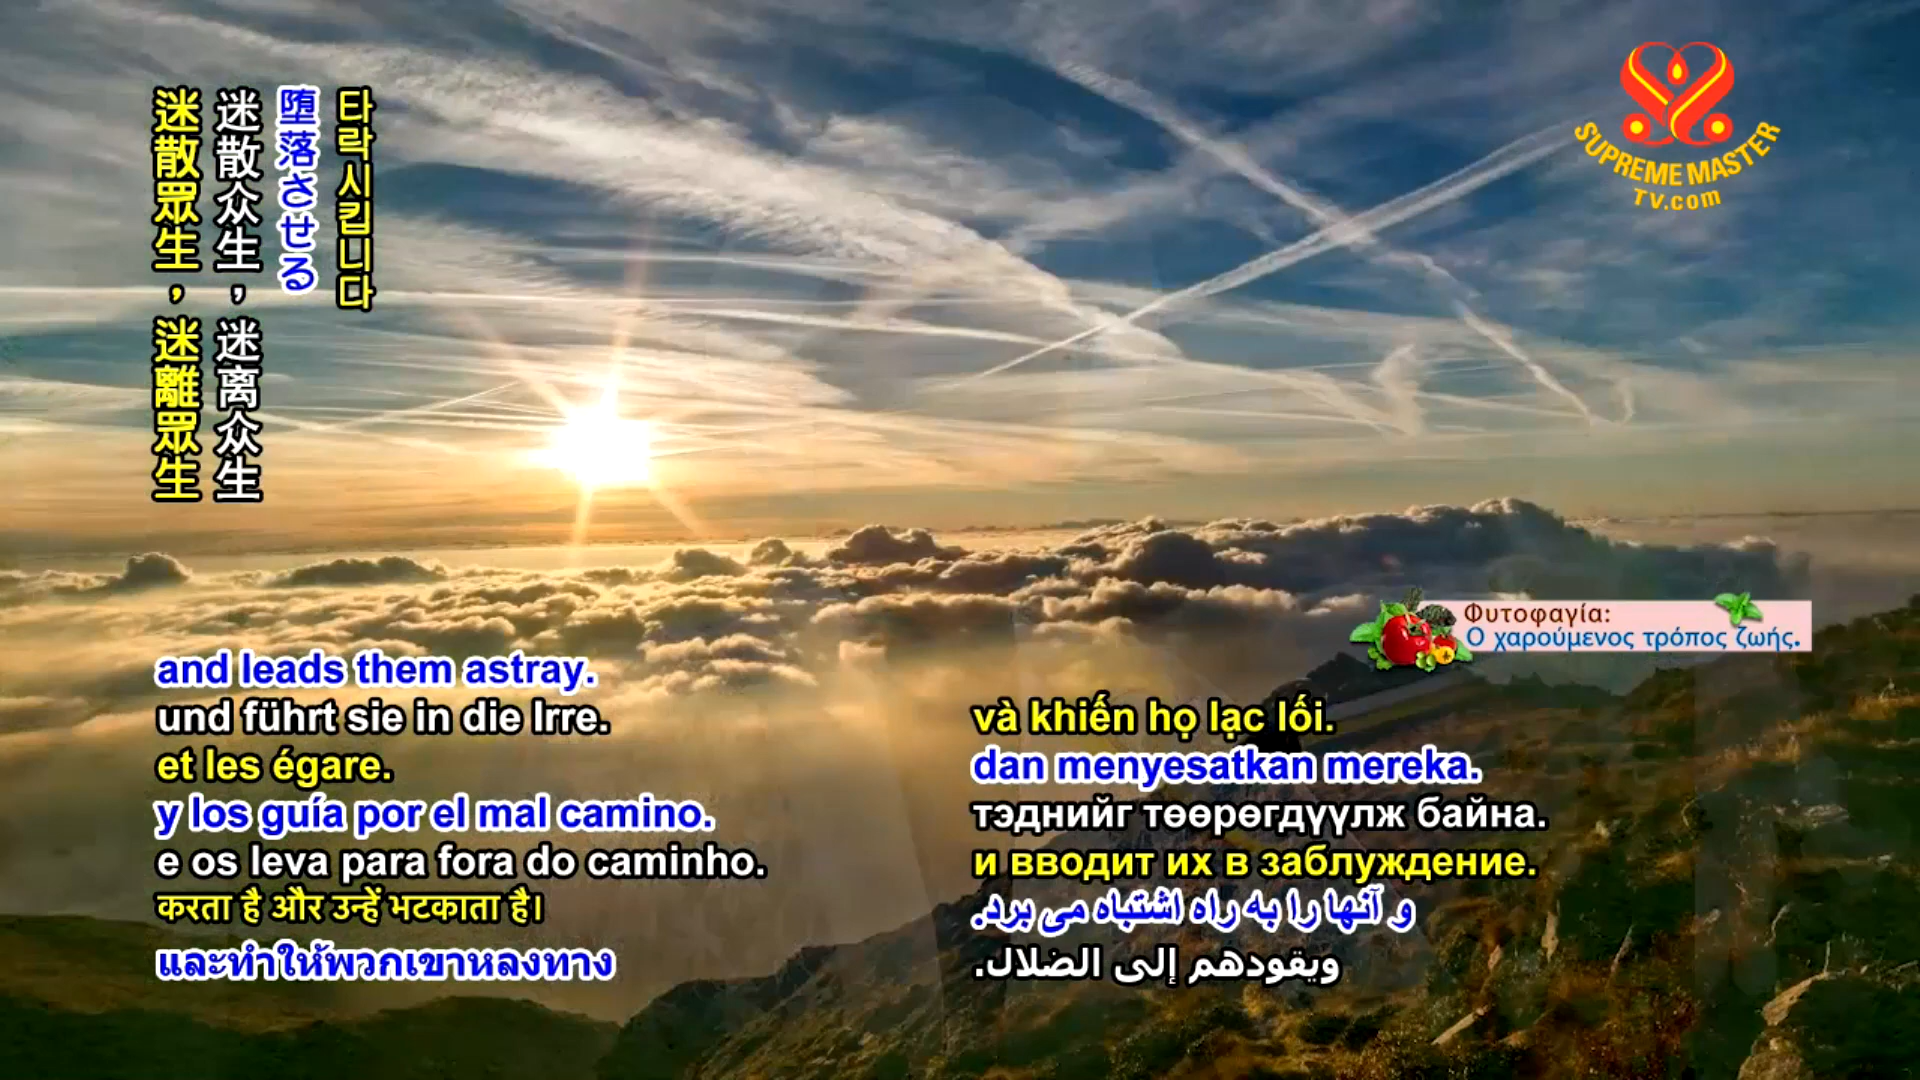 迷散眾生，迷離眾生
迷散众生，迷离众生
堕落させる
타락시킵니다
SUPREME MASTER
TV.com
Φυτοφαγία:
Ο χαρούμενος τρόπος ζωής.
and leads them astray.
und führt sie in die Irre.
et les égare.
y los guía por el mal camino.
e os leva para fora do caminho.
करता है और उन्हें भटकाता है।
และทำให้พวกเขาหลงทาง
và khiến họ lạc lối.
dan menyesatkan mereka.
тэднийг төөрөгдүүлж байна.
и вводит их в заблуждение.
و آنها را به راه اشتباه می برد.
ويقودهم إلى الضلال.